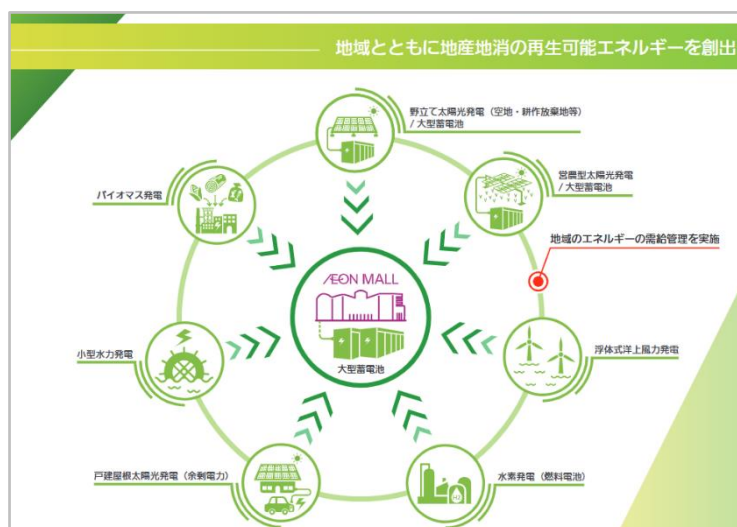 地域とともに地産地消の再生可能エネルギーを創出
野立て太陽光発電（空地・耕作放棄地等）
/ 大型蓄電池
バイオマス発電
営農型太陽光発電
/ 大型蓄電池
地域のエネルギーの需給管理を実施
ÆON MALL
大型蓄電池
小型水力発電
浮体式洋上風力発電
戸建屋根太陽光発電（余剰電力）
水素発電（燃料電池）